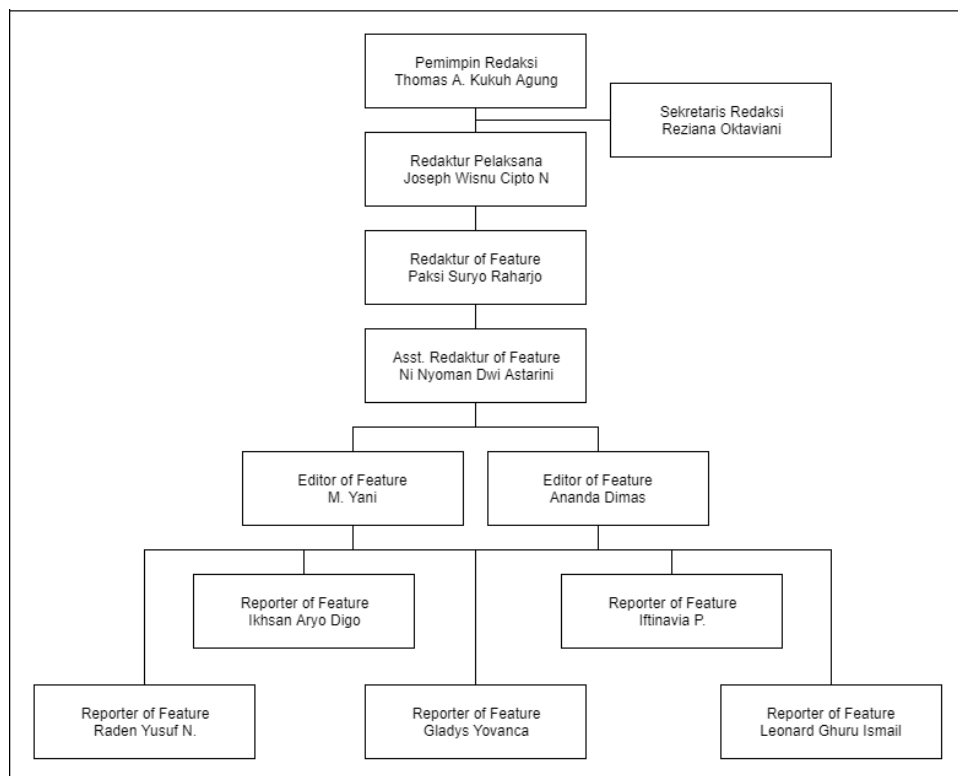 Pemimpin Redaksi
Thomas A. Kukuh Agung
Sekretaris Redaksi
Reziana Oktaviani
Redaktur Pelaksana
Joseph Wisnu Cipto N
Redaktur of Feature
Paksi Suryo Raharjo
Asst. Redaktur of Feature
Ni Nyoman Dwi Astarini
Editor of Feature
M. Yani
Editor of Feature
Ananda Dimas
Reporter of Feature
Ikhsan Aryo Digo
Reporter of Feature
Iftinavia P.
Reporter of Feature
Raden Yusuf N.
Reporter of Feature
Gladys Yovanca
Reporter of Feature
Leonard Ghuru Ismail